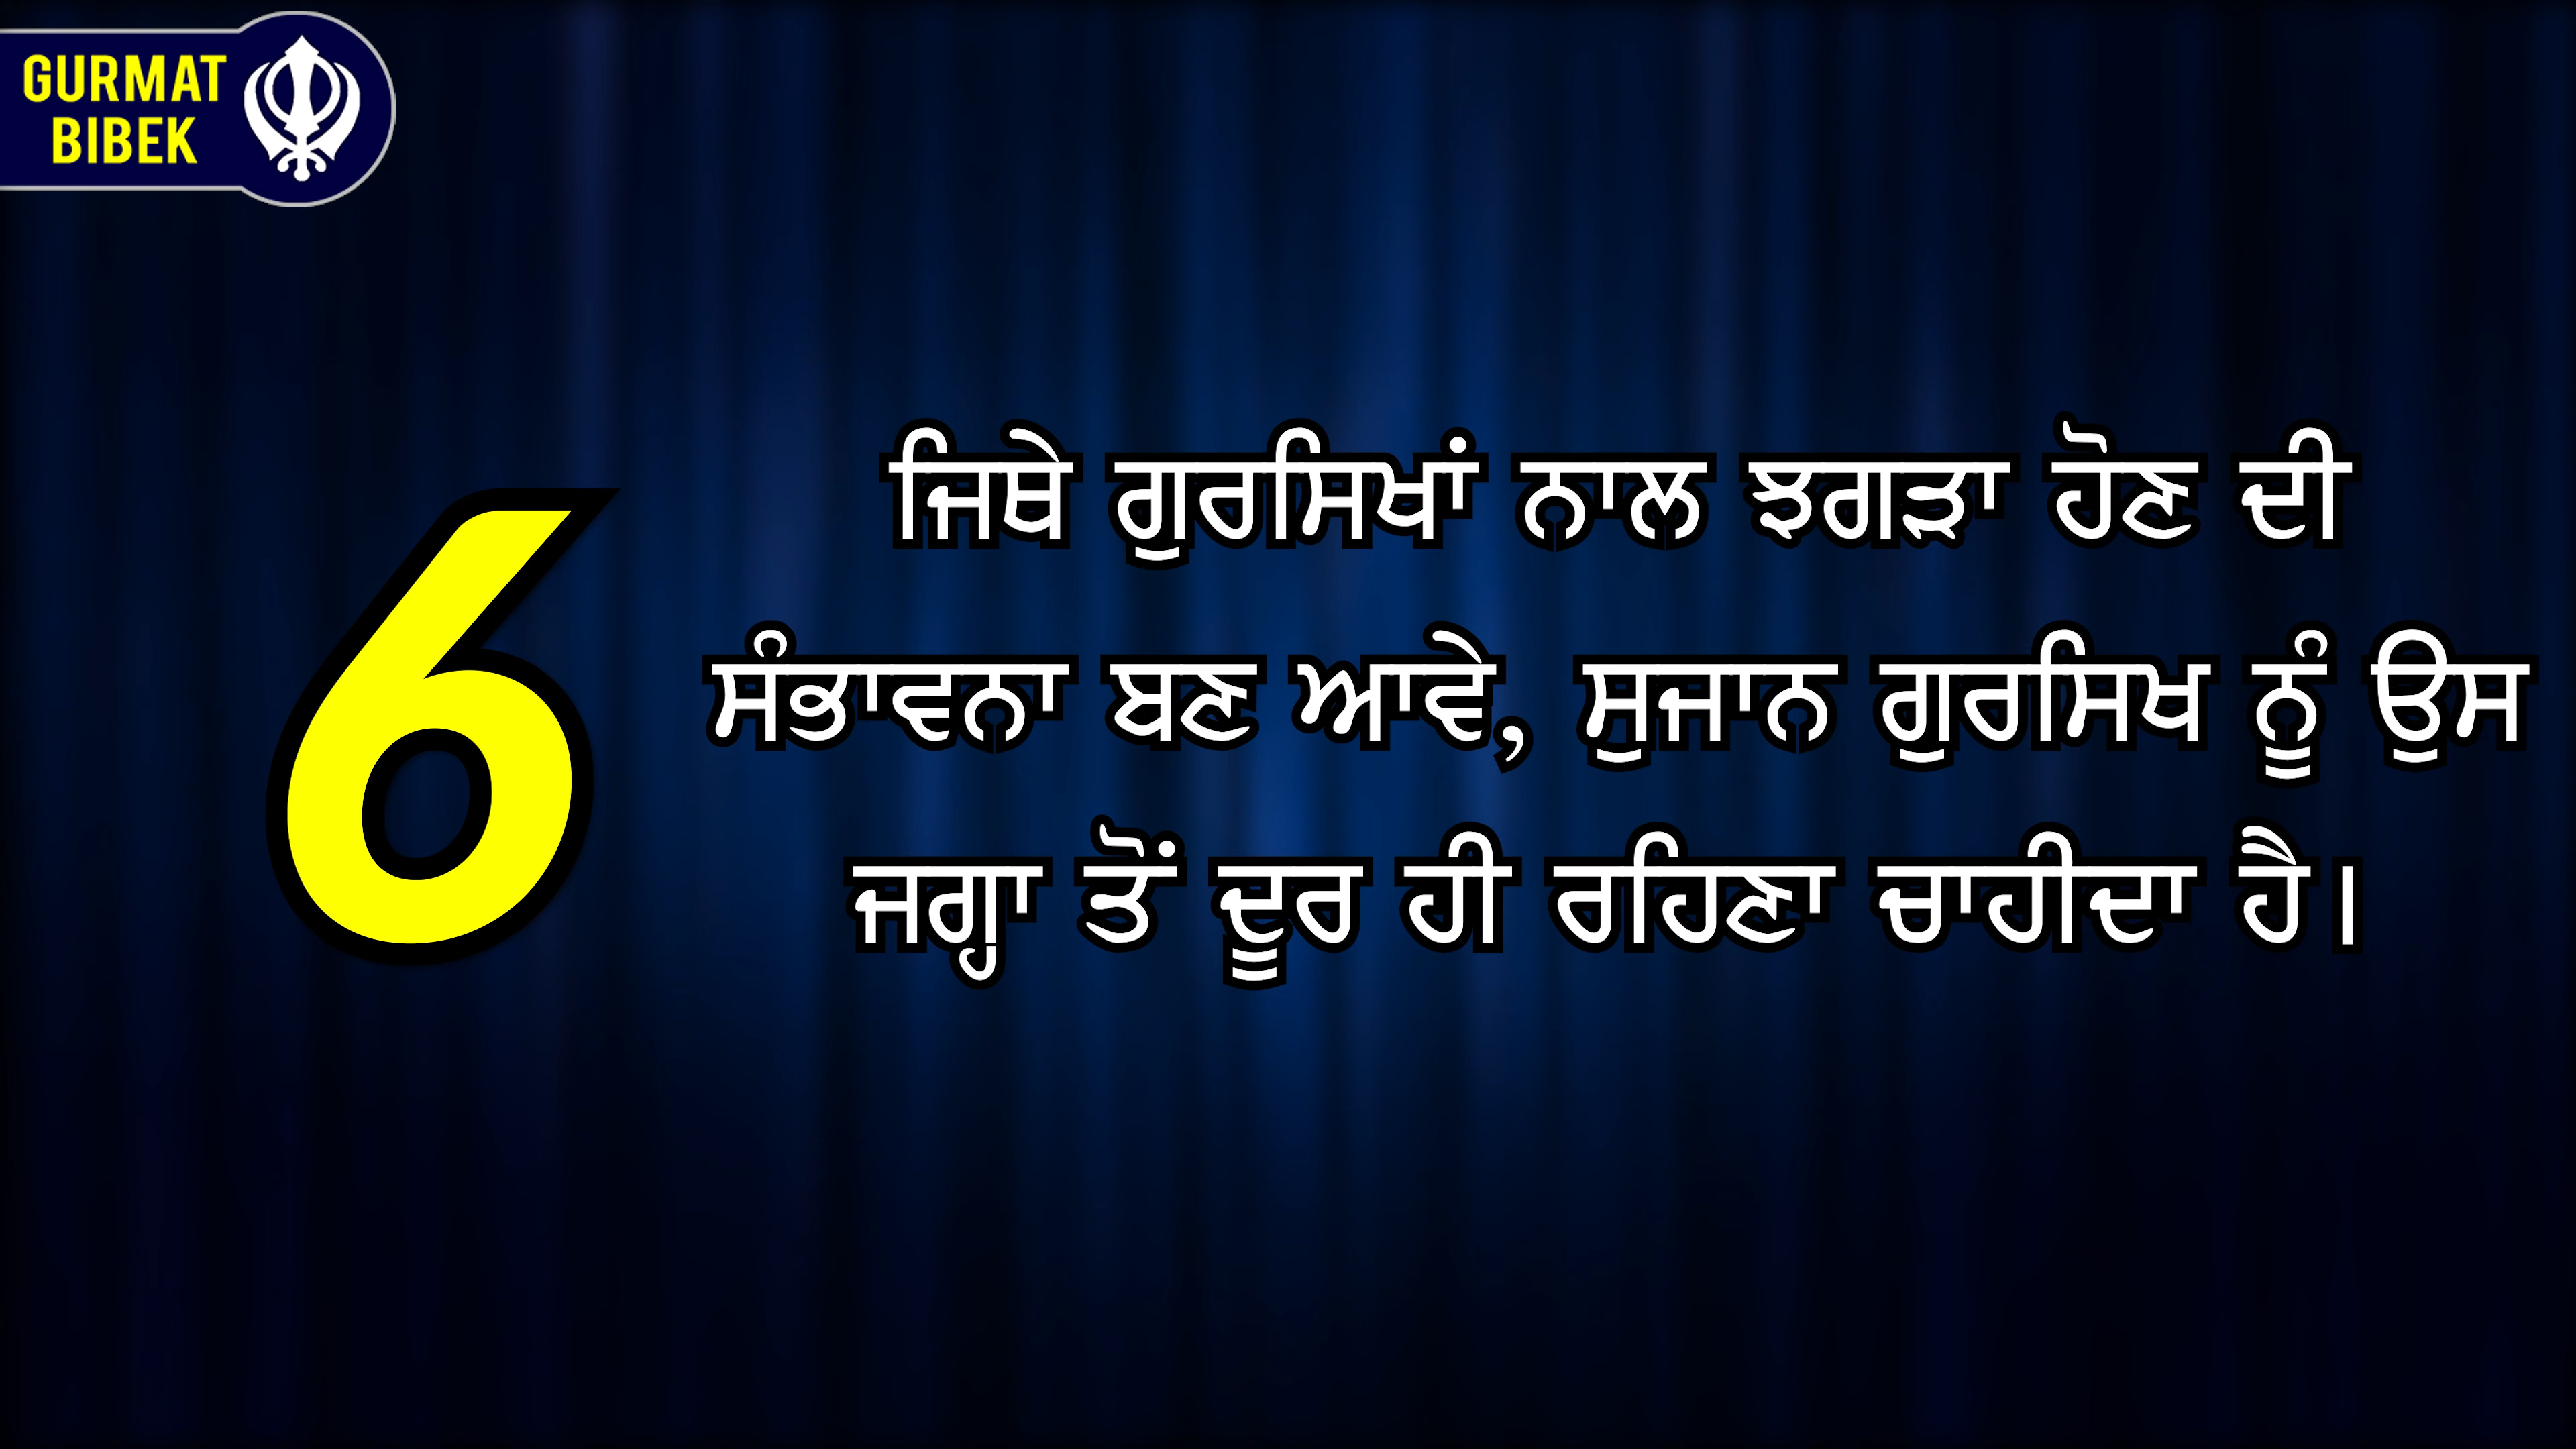 GURMAT
BIBEK
6
ਜਿਥੇ ਗੁਰਸਿਖਾਂ ਨਾਲ ਝਗੜਾ ਹੋਣ ਦੀ
ਸੰਭਾਵਨਾ ਬਣ ਆਵੇ, ਸੁਜਾਨ ਗੁਰਸਿਖ ਨੂੰ ਉਸ
ਜਗ੍ਹਾ ਤੋਂ ਦੂਰ ਹੀ ਰਹਿਣਾ ਚਾਹੀਦਾ ਹੈ।